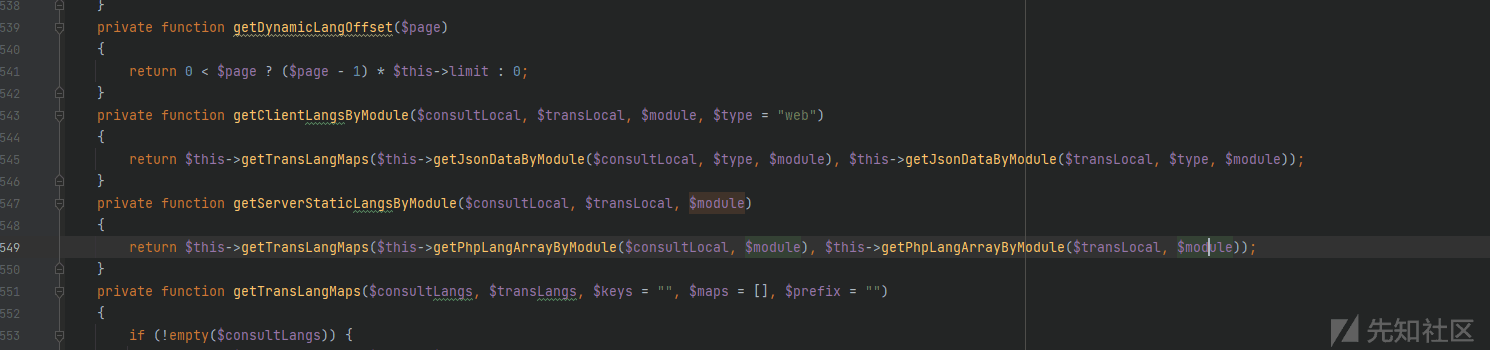 538 }
539 private function getDynamicLangOffset($page)
540 {
541 return 0 < $page ? ($page - 1) * $this->limit : 0;
542 }
543 private function getClientLangsByModule($consultLocal, $transLocal, $module, $type = "web")
544 {
545 return $this->getTransLangMaps($this->getJsonDataByModule($consultLocal, $type, $module), $this->getJsonDataByModule($transLocal, $type, $module));
546 }
547 private function getServerStaticLangsByModule($consultLocal, $transLocal, $module)
548 {
549 return $this->getTransLangMaps($this->getPhpLangArrayByModule($consultLocal, $module), $this->getPhpLangArrayByModule($transLocal, $module));
550 }
551 private function getTransLangMaps($consultLangs, $transLangs, $keys = "", $maps = [], $prefix = "")
552 {
553 if (!empty($consultLangs)) {
先知社区